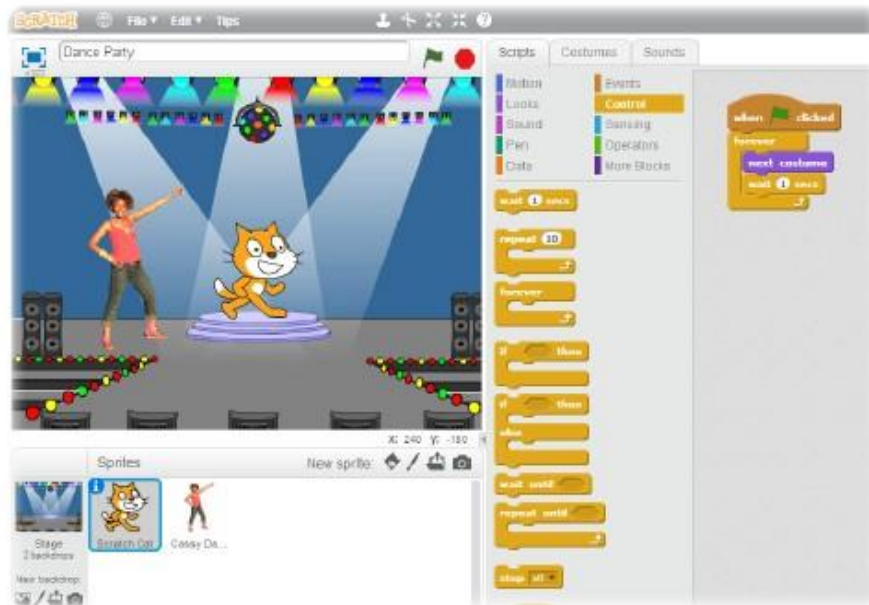 SCRATCH File Edit Tips
Dance Party
X: 240 Y: -180
Sprites New sprite:
Stage
2 backdrops
New backdrop:
Scratch Cat
Cassy Da...
Scripts Costumes Sounds
Motion Events
Looks Control
Sound Sensing
Pen Operators
Data More Blocks
wait 1 secs
repeat 10
forever
if then
if then
else
wait until
repeat until
stop all
when clicked
forever
next costume
wait 1 secs